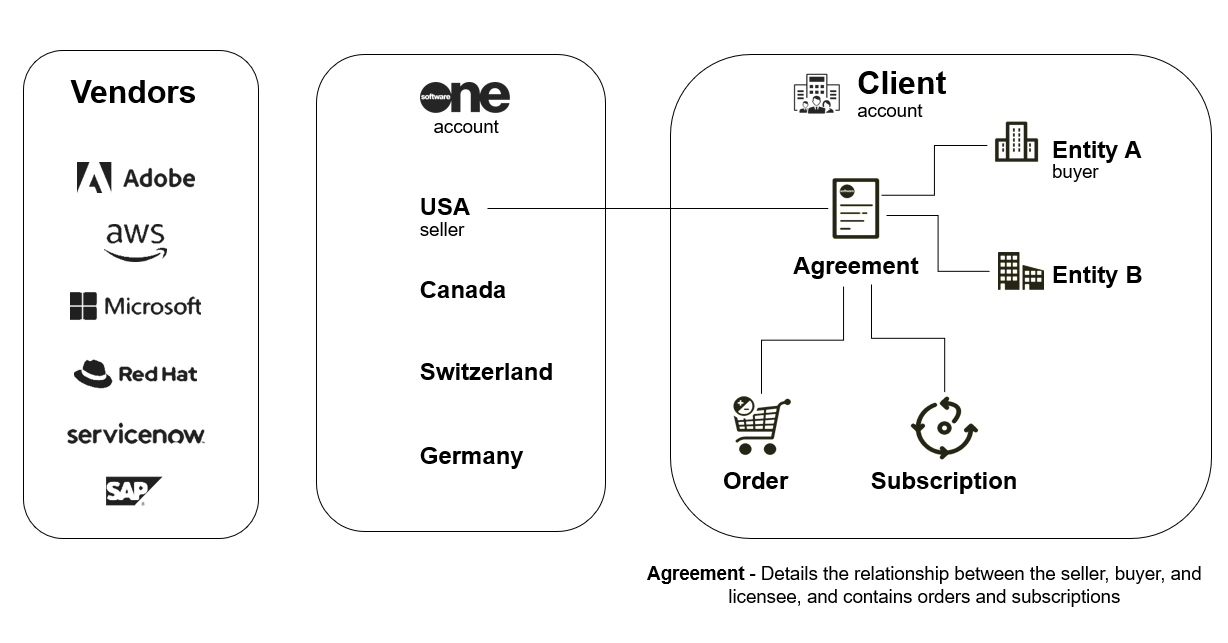 Vendors
Adobe
aws
Microsoft
Red Hat
servicenow
SAP
software one
account
USA
seller
Canada
Switzerland
Germany
Client
account
Entity A
buyer
Agreement
Entity B
Order
Subscription
Agreement - Details the relationship between the seller, buyer, and
licensee, and contains orders and subscriptions